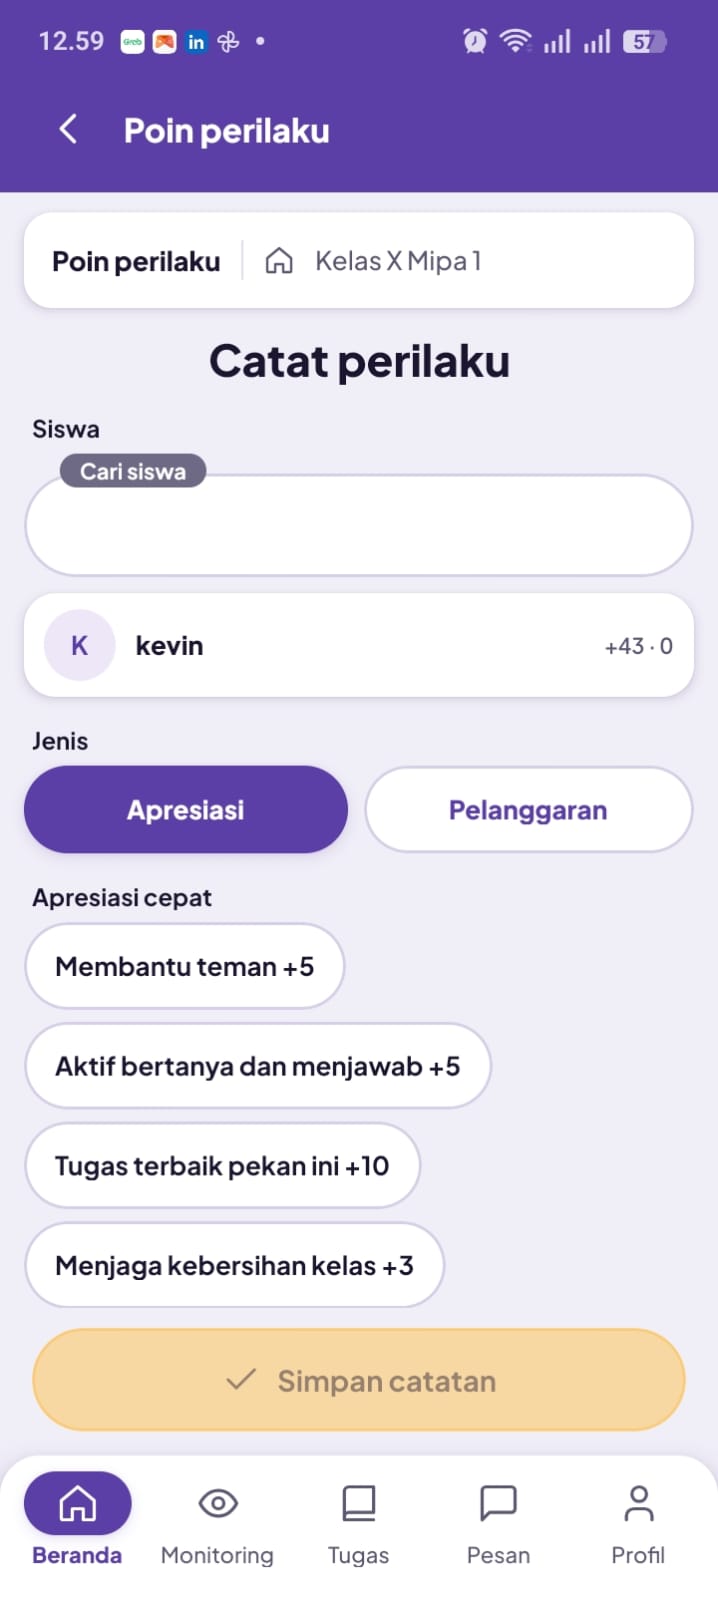 12.59 Grab in 57
Poin perilaku
Poin perilaku Kelas X Mipa 1
Catat perilaku
Siswa
Cari siswa
K kevin +43 · 0
Jenis
Apresiasi Pelanggaran
Apresiasi cepat
Membantu teman +5
Aktif bertanya dan menjawab +5
Tugas terbaik pekan ini +10
Menjaga kebersihan kelas +3
Simpan catatan
Beranda Monitoring Tugas Pesan Profil